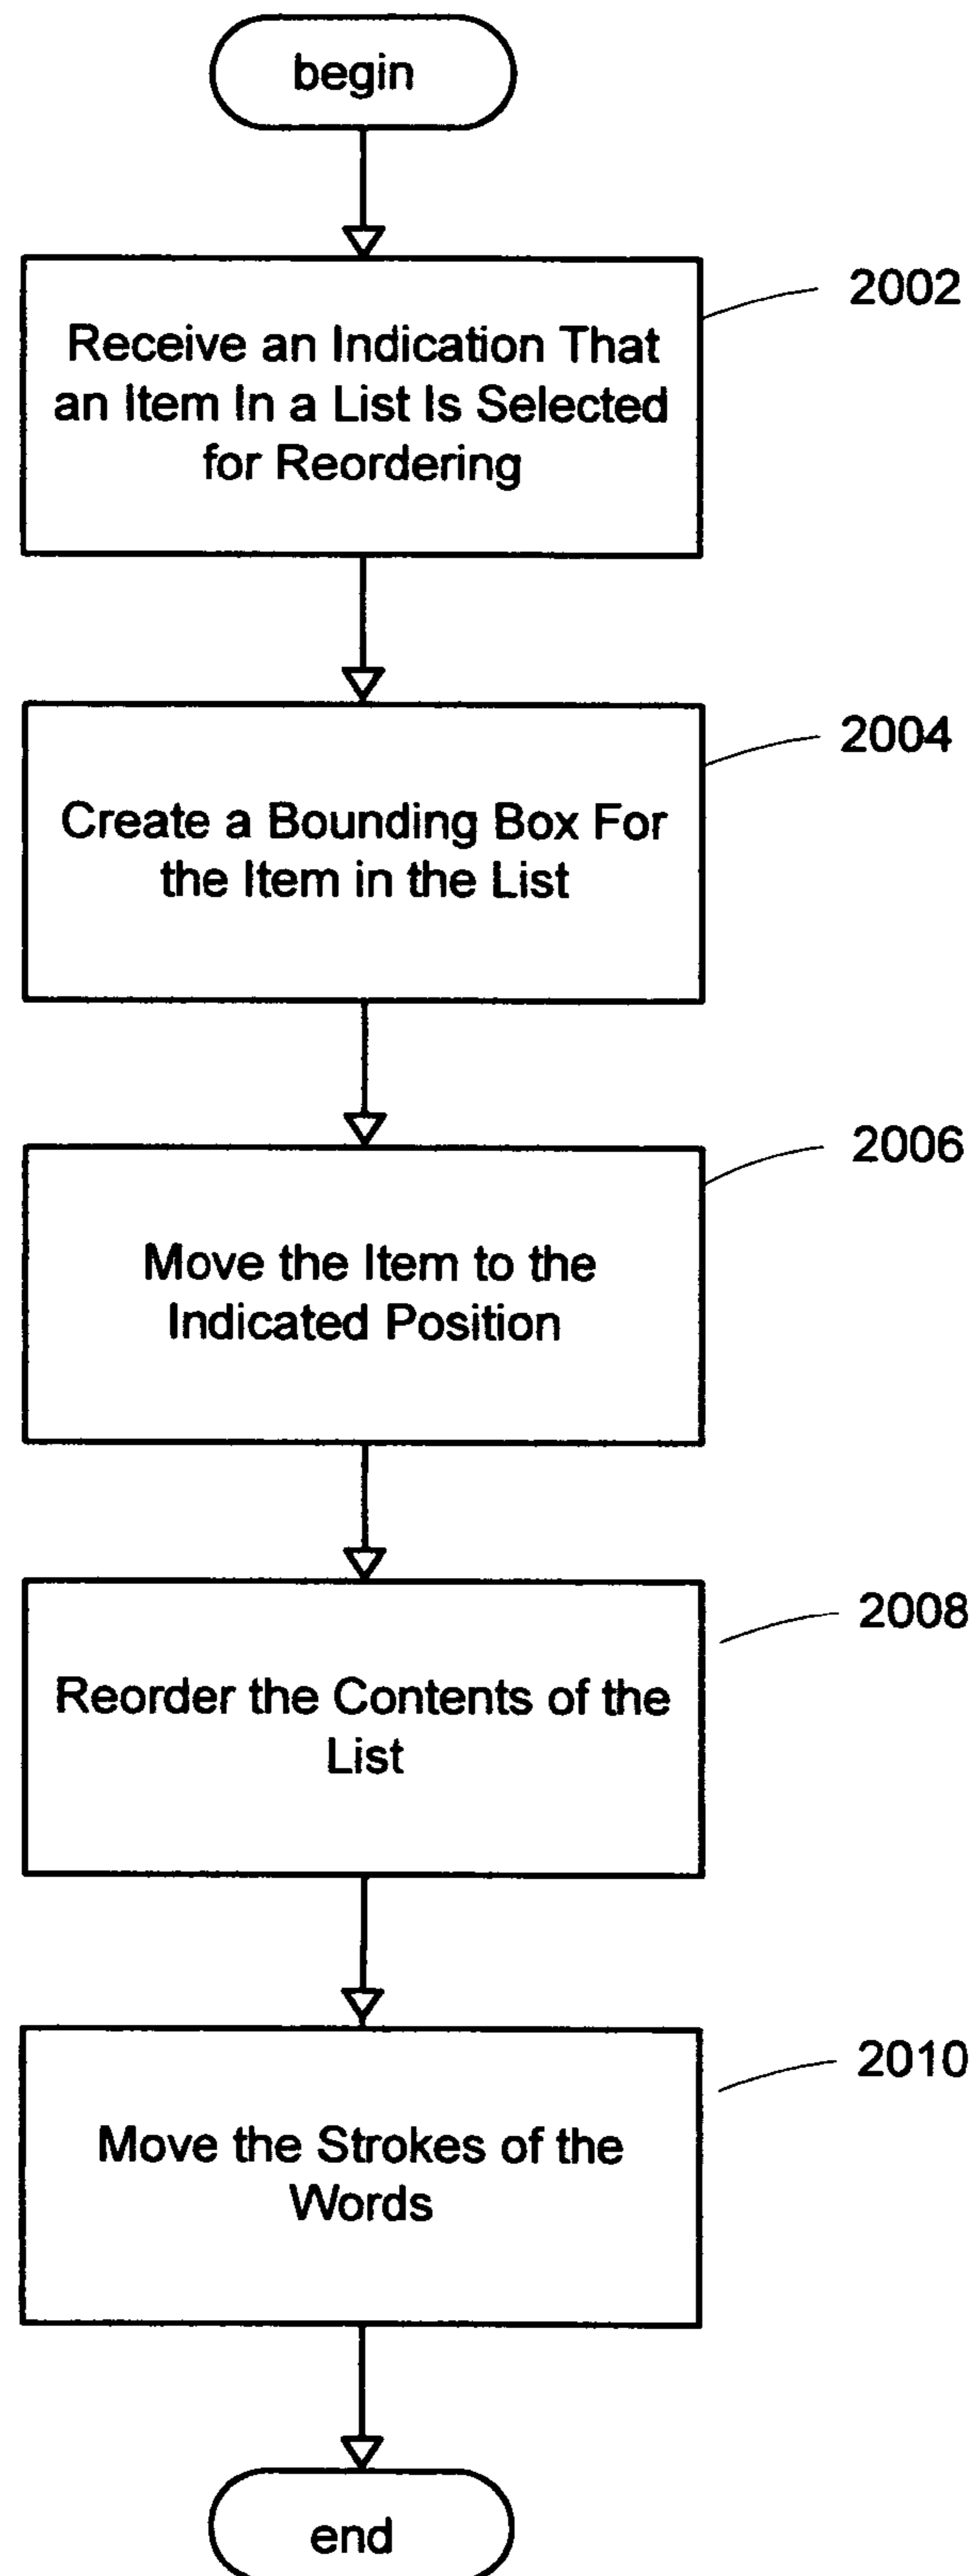 begin
2002
Receive an Indication That
an Item In a List Is Selected
for Reordering
2004
Create a Bounding Box For
the Item in the List
2006
Move the Item to the
Indicated Position
2008
Reorder the Contents of the
List
2010
Move the Strokes of the
Words
end